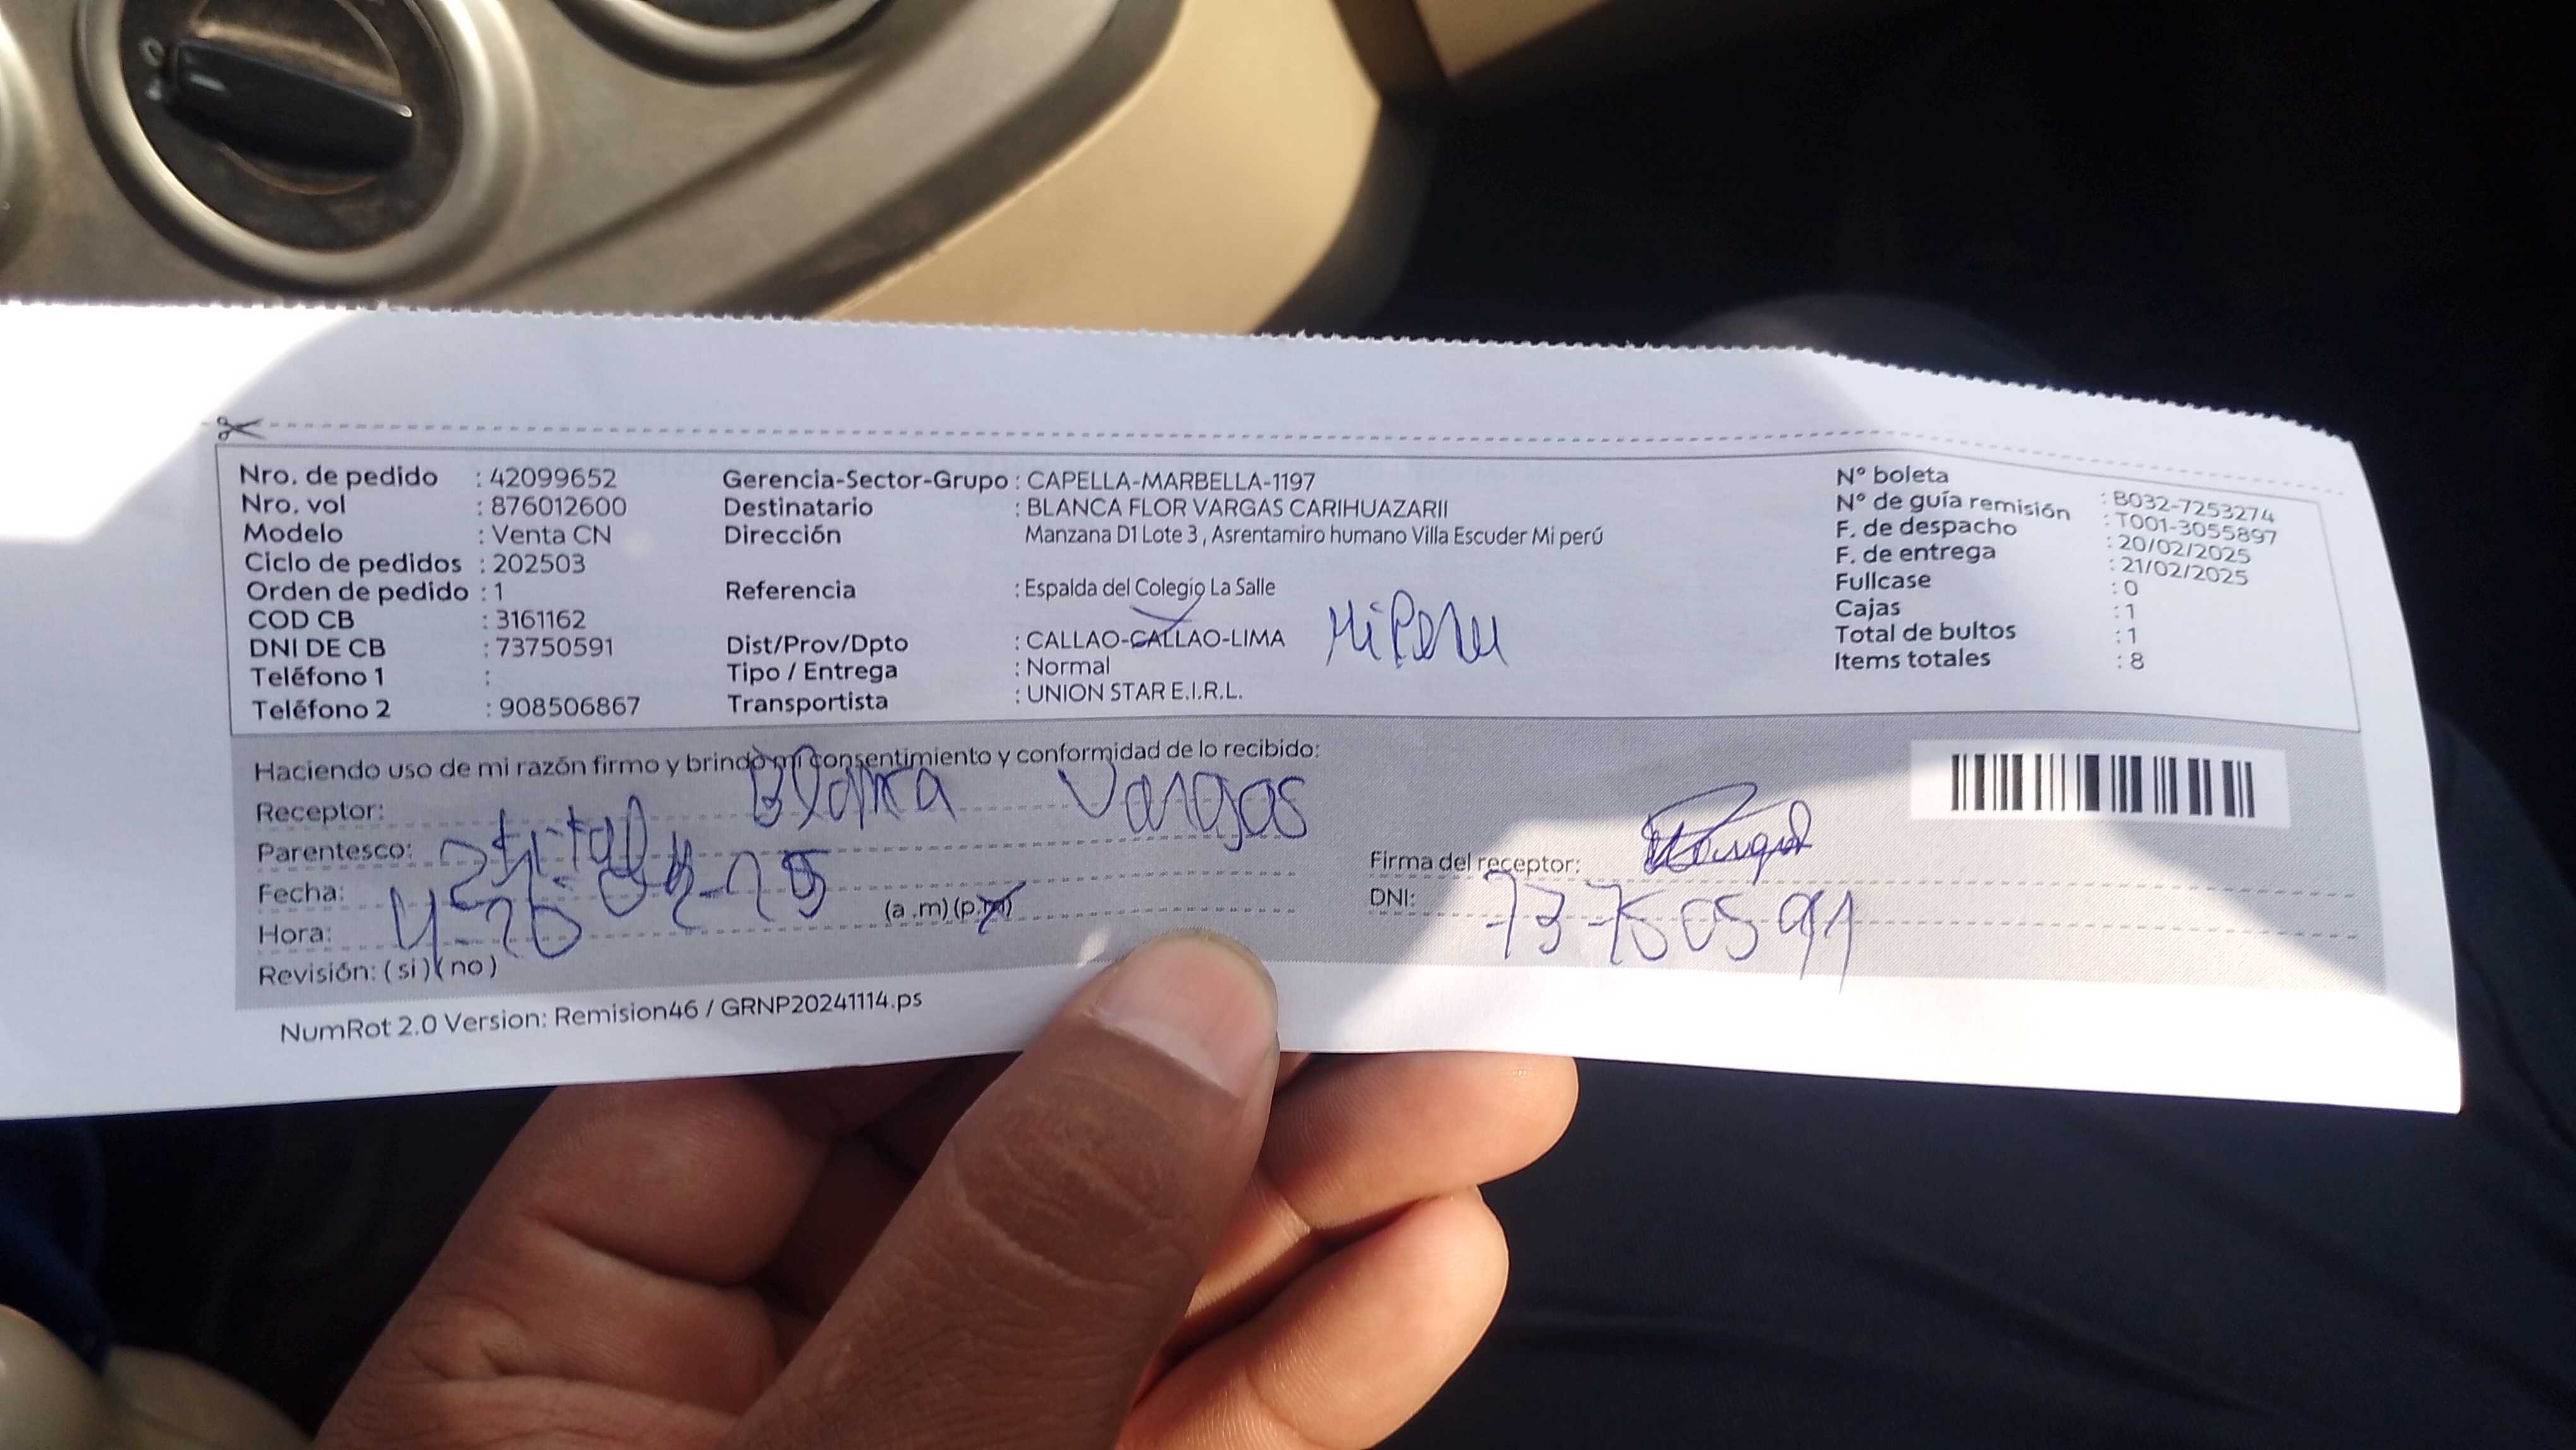 Nro. de pedido : 42099652
Nro. vol : 876012600
Modelo : Venta CN
Ciclo de pedidos : 202503
Orden de pedido : 1
COD CB : 3161162
DNI DE CB : 73750591
Teléfono 1 :
Teléfono 2 : 908506867
Gerencia-Sector-Grupo : CAPELLA-MARBELLA-1197
Destinatario : BLANCA FLOR VARGAS CARIHUAZARII
Dirección Manzana D1 Lote 3 , Asrentamiro humano Villa Escuder Mi perú
Referencia : Espalda del Colegio La Salle
Dist/Prov/Dpto : CALLAO-CALLAO-LIMA Mi Peru
Tipo / Entrega : Normal
Transportista : UNION STAR E.I.R.L.
N° boleta : B032-7253274
N° de guía remisión : T001-3055897
F. de despacho : 20/02/2025
F. de entrega : 21/02/2025
Fullcase : 0
Cajas : 1
Total de bultos : 1
Items totales : 8
Haciendo uso de mi razón firmo y brindo mi consentimiento y conformidad de lo recibido:
Receptor: Blanca Vargas
Parentesco: titular
Fecha: 21-02-25
Hora: 4-26 (a .m) (p.m)
Revisión: ( si ) ( no )
Firma del receptor:
DNI: 73750591
NumRot 2.0 Version: Remision46 / GRNP20241114.ps